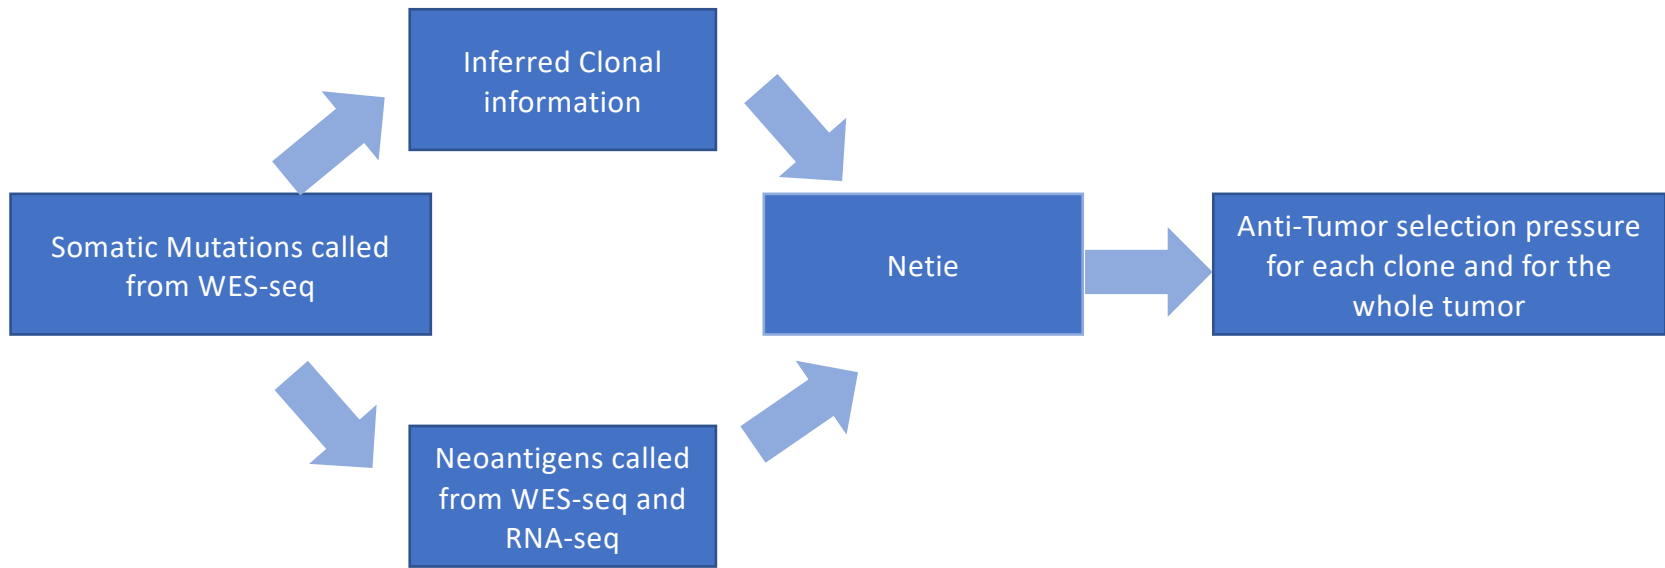 Inferred Clonal
information
Somatic Mutations called
from WES-seq
Netie
Anti-Tumor selection pressure
for each clone and for the
whole tumor
Neoantigens called
from WES-seq and
RNA-seq